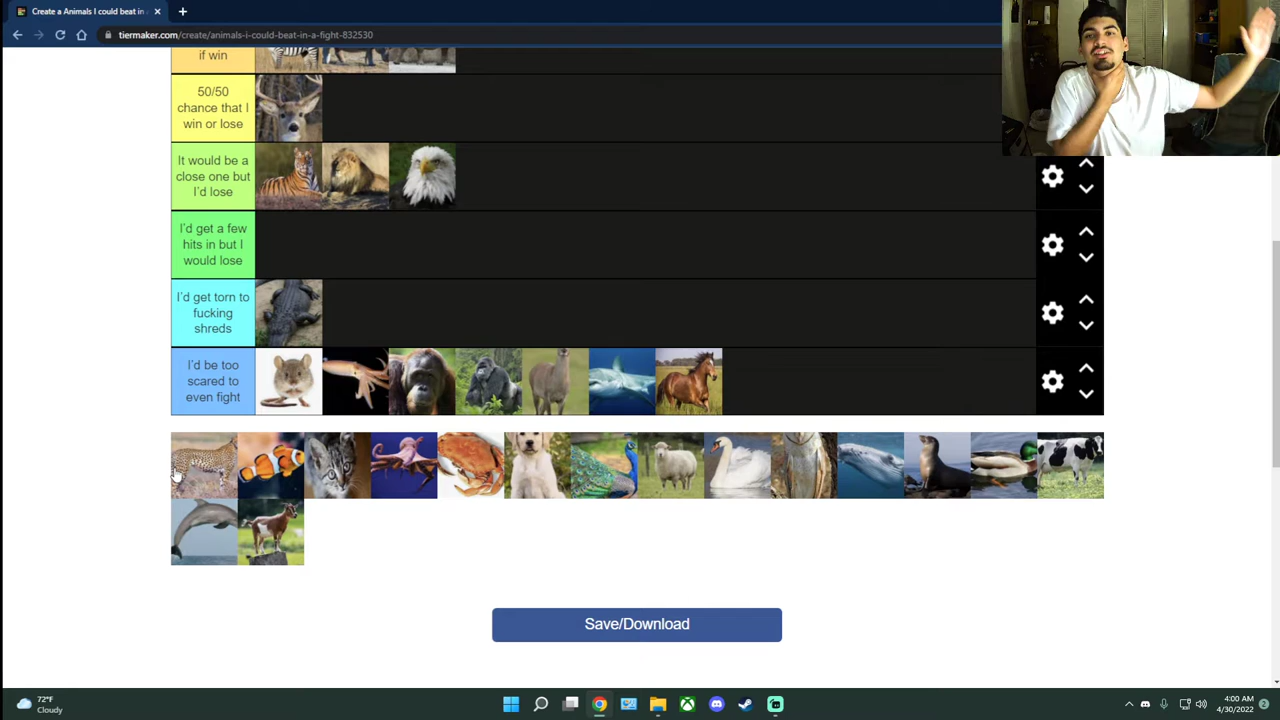 Create a Animals I could beat in a
tiermaker.com/create/animals-i-could-beat-in-a-fight-832530
if win
50/50
chance that I
win or lose
It would be a
close one but
I'd lose
I'd get a few
hits in but I
would lose
I'd get torn to
fucking
shreds
I'd be too
scared to
even fight
Save/Download
72°F
Cloudy
4:00 AM
4/30/2022
2